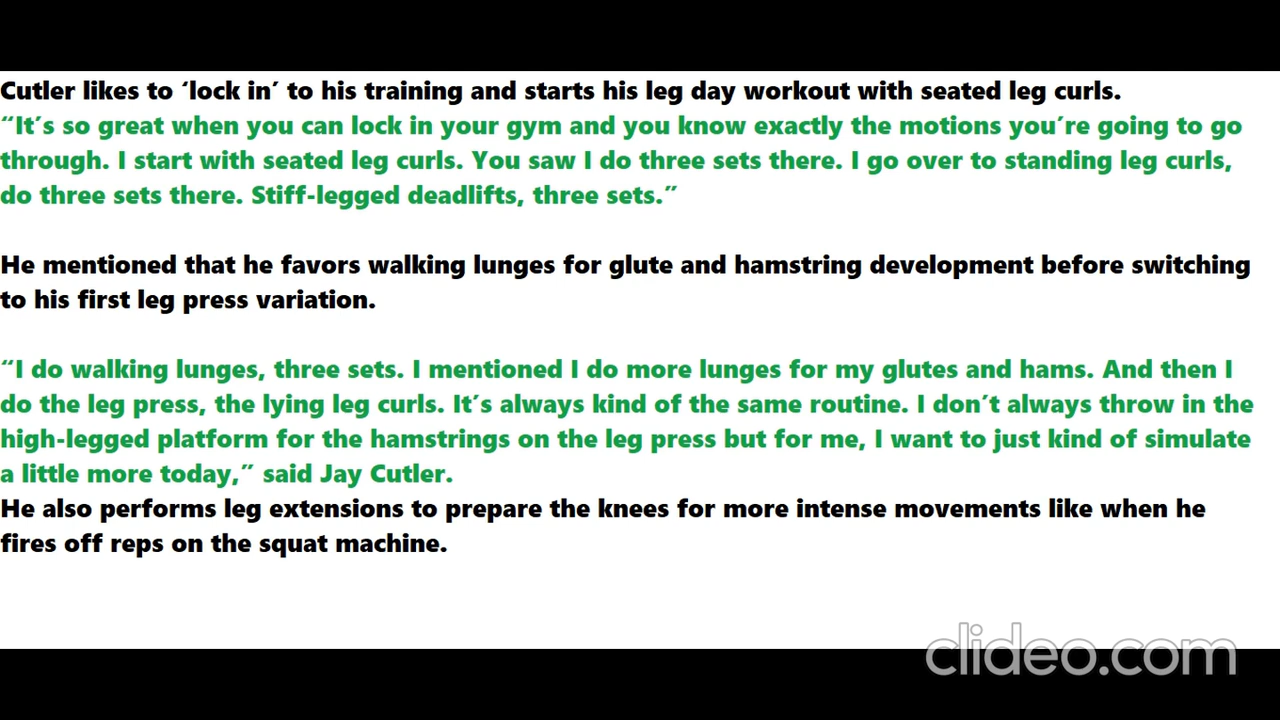 Cutler likes to ‘lock in’ to his training and starts his leg day workout with seated leg curls.
“It’s so great when you can lock in your gym and you know exactly the motions you’re going to go
through. I start with seated leg curls. You saw I do three sets there. I go over to standing leg curls,
do three sets there. Stiff-legged deadlifts, three sets.”
He mentioned that he favors walking lunges for glute and hamstring development before switching
to his first leg press variation.
“I do walking lunges, three sets. I mentioned I do more lunges for my glutes and hams. And then I
do the leg press, the lying leg curls. It’s always kind of the same routine. I don’t always throw in the
high-legged platform for the hamstrings on the leg press but for me, I want to just kind of simulate
a little more today,” said Jay Cutler.
He also performs leg extensions to prepare the knees for more intense movements like when he
fires off reps on the squat machine.
clideo.com